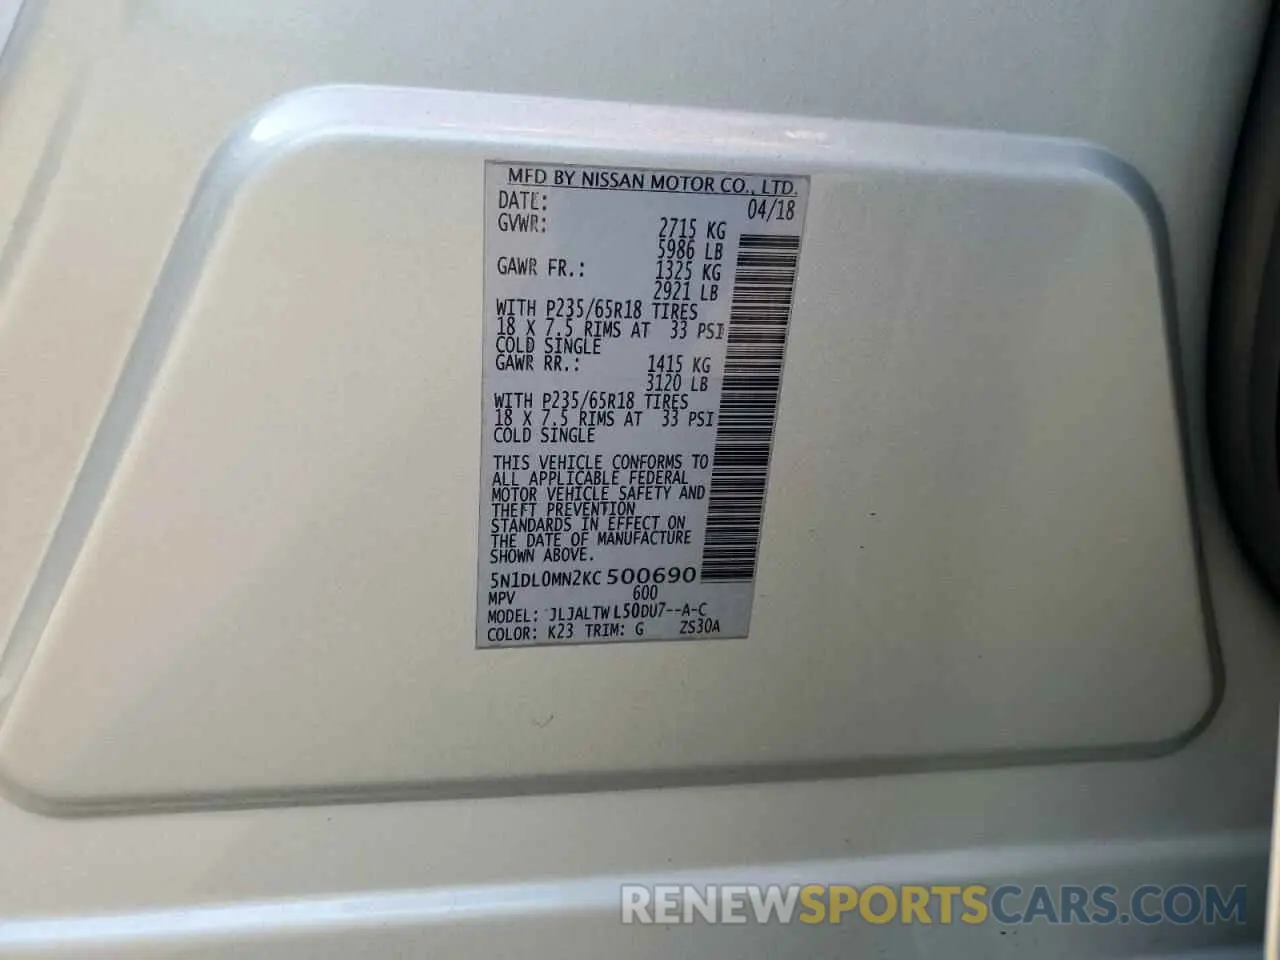 MFD BY NISSAN MOTOR CO., LTD.
DATE: 04/18
GVWR: 2715 KG
5986 LB
GAWR FR.: 1325 KG
2921 LB
WITH P235/65R18 TIRES
18 X 7.5 RIMS AT 33 PSI
COLD SINGLE
GAWR RR.: 1415 KG
3120 LB
WITH P235/65R18 TIRES
18 X 7.5 RIMS AT 33 PSI
COLD SINGLE
THIS VEHICLE CONFORMS TO
ALL APPLICABLE FEDERAL
MOTOR VEHICLE SAFETY AND
THEFT PREVENTION
STANDARDS IN EFFECT ON
THE DATE OF MANUFACTURE
SHOWN ABOVE.
5N1DL0MN2KC500690
MPV 600
MODEL: JLJALTWL50DU7--A-C
COLOR: K23 TRIM: G ZS30A
RENEWSPORTSCARS.COM